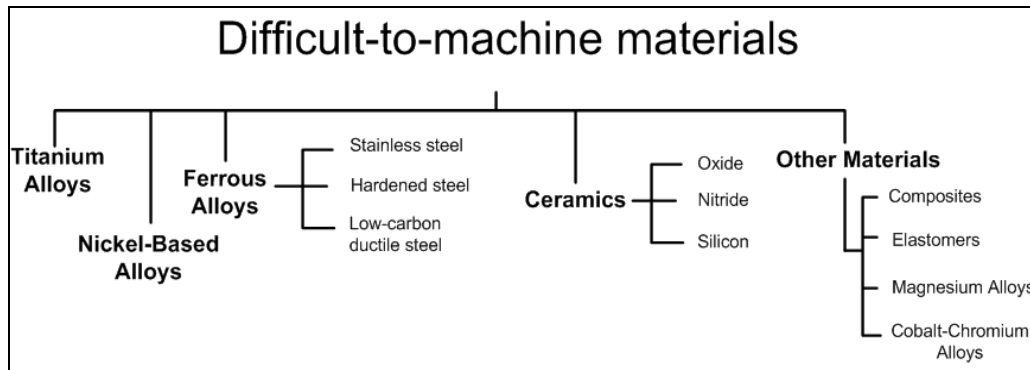 Difficult-to-machine materials
Titanium
Alloys
Nickel-Based
Alloys
Ferrous
Alloys
Stainless steel
Hardened steel
Low-carbon
ductile steel
Ceramics
Oxide
Nitride
Silicon
Other Materials
Composites
Elastomers
Magnesium Alloys
Cobalt-Chromium
Alloys